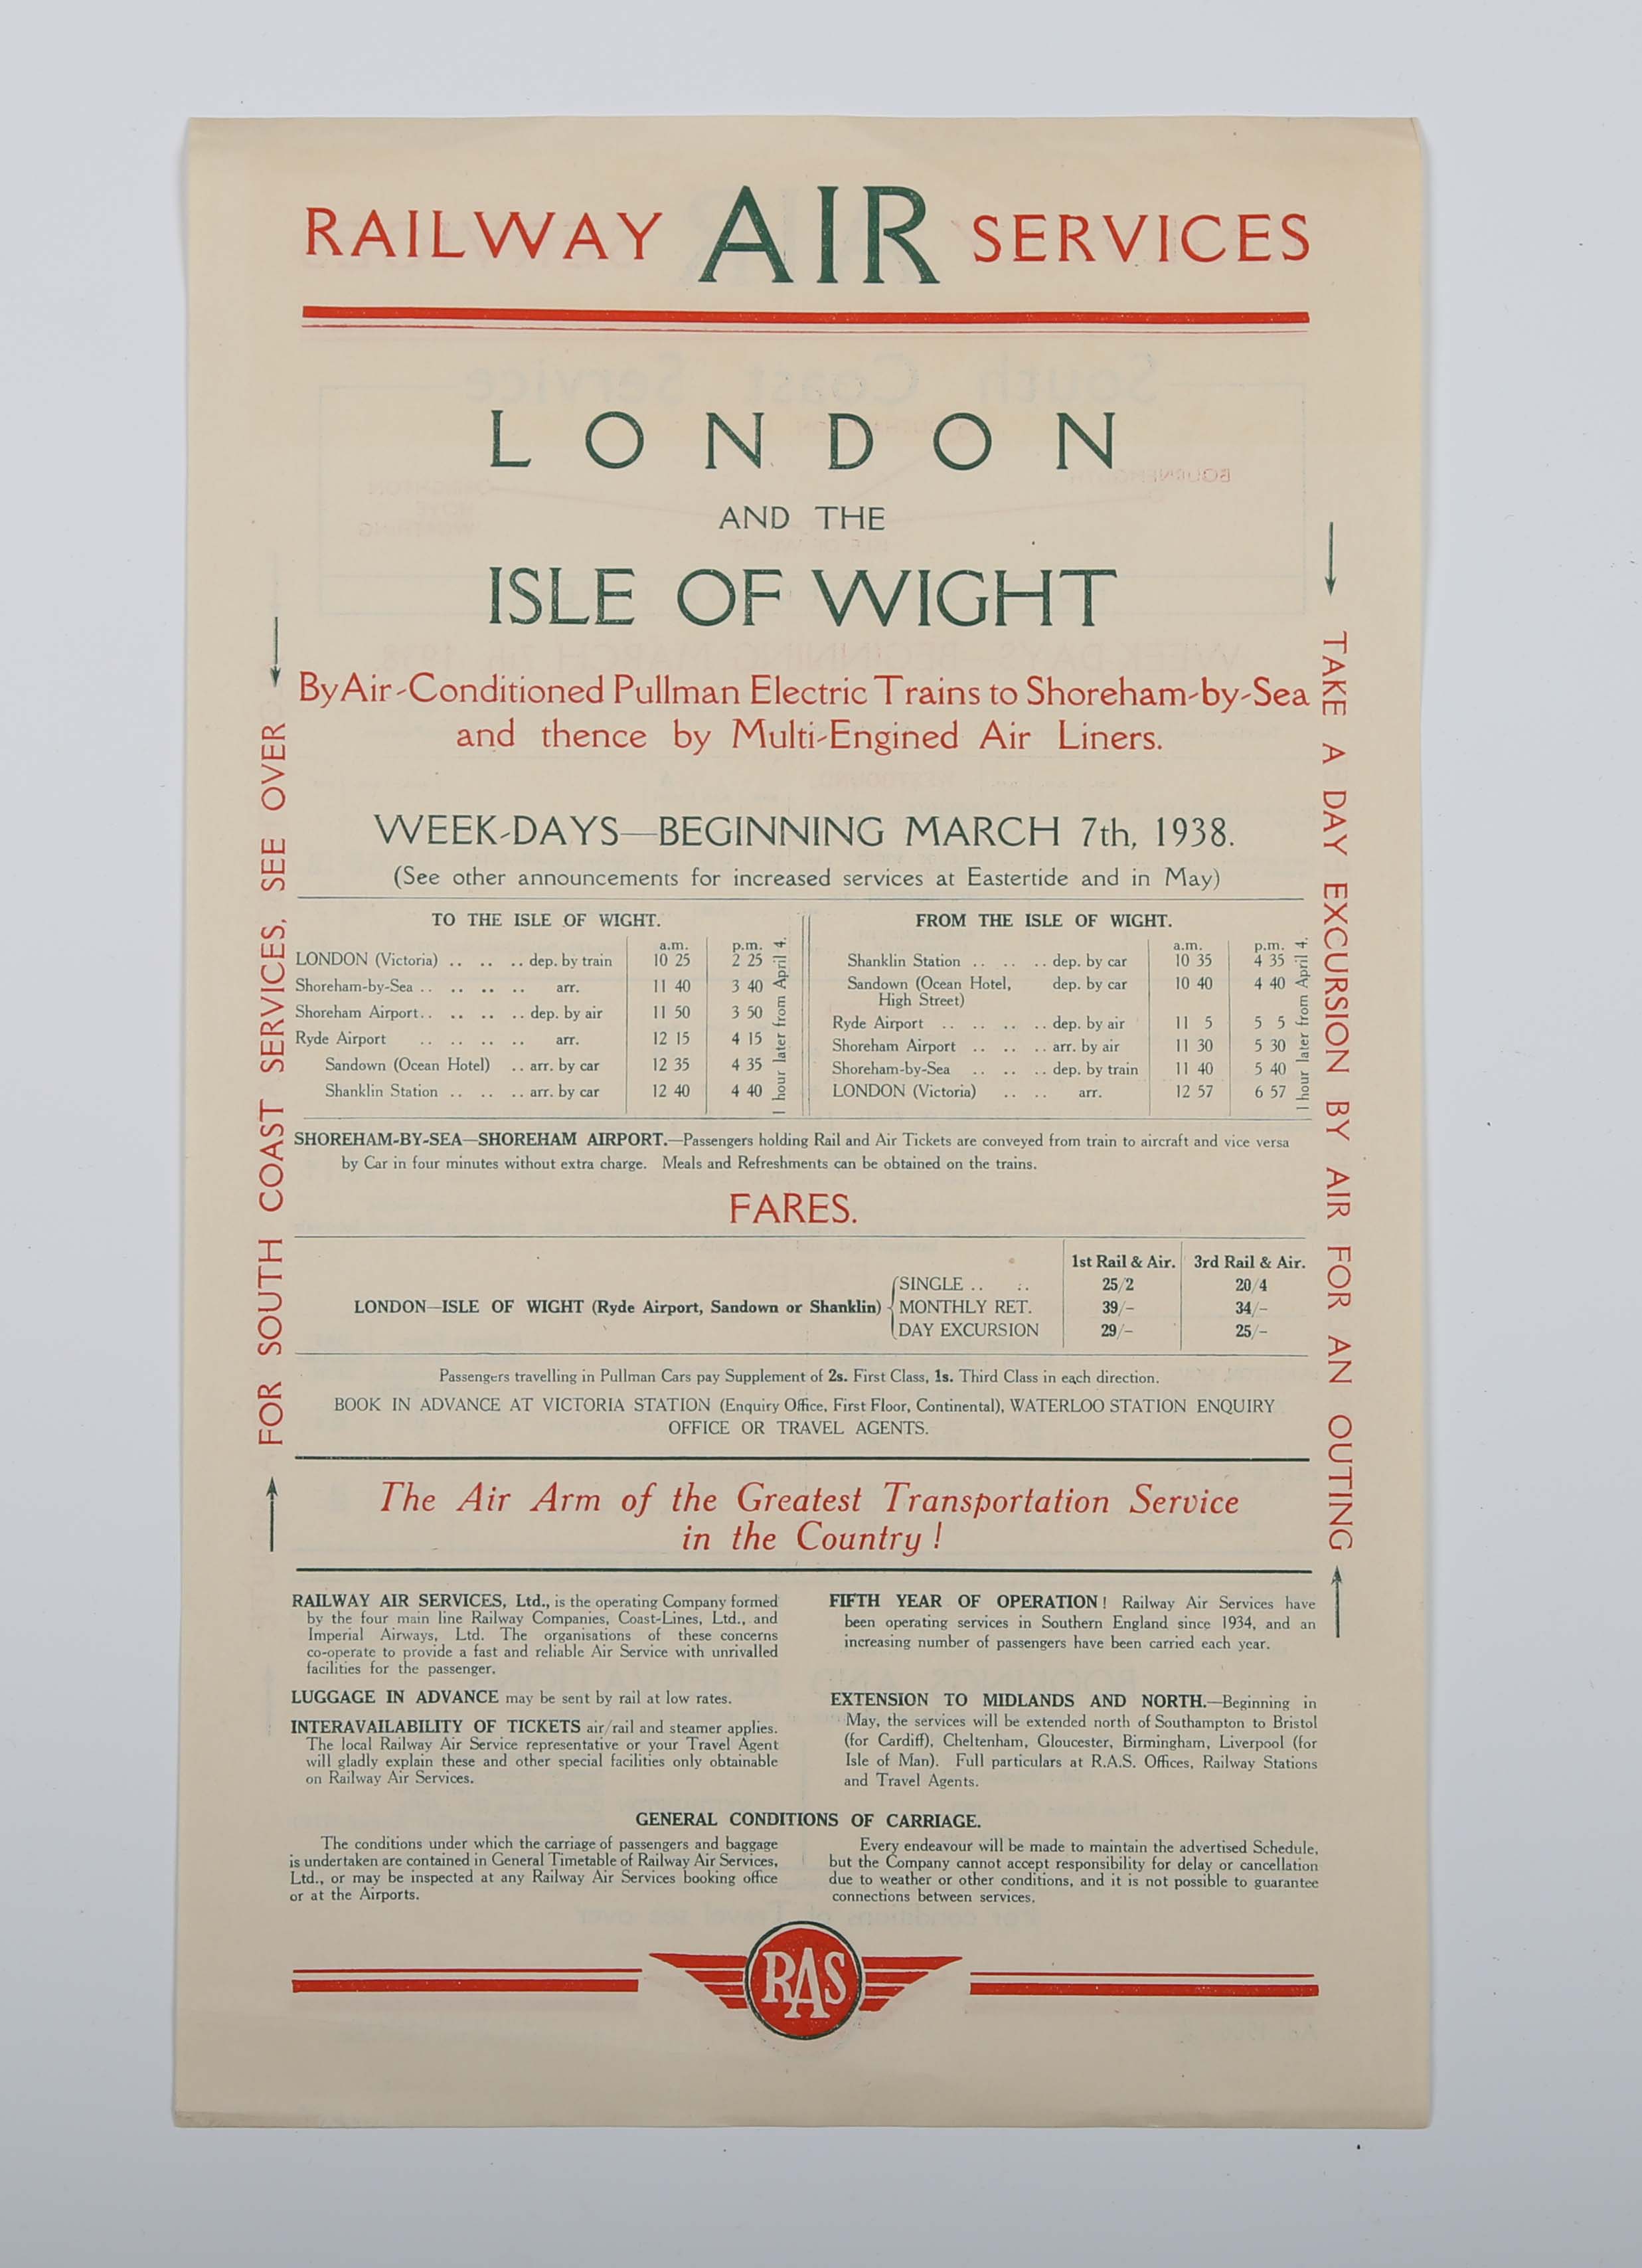 RAILWAY AIR SERVICES
LONDON
AND THE
ISLE OF WIGHT
By Air-Conditioned Pullman Electric Trains to Shoreham-by-Sea
and thence by Multi-Engined Air Liners.
WEEK-DAYS—BEGINNING MARCH 7th, 1938.
(See other announcements for increased services at Eastertide and in May)
TO THE ISLE OF WIGHT.
a.m. p.m.
LONDON (Victoria) .. .. .. dep. by train 10 25 2 25
Shoreham-by-Sea .. .. .. .. arr. 11 40 3 40
Shoreham Airport .. .. .. .. dep. by air 11 50 3 50
Ryde Airport .. .. .. .. arr. 12 15 4 15
Sandown (Ocean Hotel) .. arr. by car 12 35 4 35
Shanklin Station .. .. .. arr. by car 12 40 4 40
1 hour later from April 4.
FROM THE ISLE OF WIGHT.
a.m. p.m.
Shanklin Station .. .. .. dep. by car 10 35 4 35
Sandown (Ocean Hotel, dep. by car 10 40 4 40
High Street)
Ryde Airport .. .. .. .. dep. by air 11 5 5 5
Shoreham Airport .. .. .. arr. by air 11 30 5 30
Shoreham-by-Sea .. .. .. dep. by train 11 40 5 40
LONDON (Victoria) .. .. arr. 12 57 6 57
1 hour later from April 4.
SHOREHAM-BY-SEA—SHOREHAM AIRPORT.—Passengers holding Rail and Air Tickets are conveyed from train to aircraft and vice versa
by Car in four minutes without extra charge. Meals and Refreshments can be obtained on the trains.
FARES.
1st Rail & Air. 3rd Rail & Air.
SINGLE .. .. 25/2 20/4
LONDON—ISLE OF WIGHT (Ryde Airport, Sandown or Shanklin) MONTHLY RET. 39/- 34/-
DAY EXCURSION 29/- 25/-
Passengers travelling in Pullman Cars pay Supplement of 2s. First Class, 1s. Third Class in each direction.
BOOK IN ADVANCE AT VICTORIA STATION (Enquiry Office, First Floor, Continental), WATERLOO STATION ENQUIRY
OFFICE OR TRAVEL AGENTS.
The Air Arm of the Greatest Transportation Service
in the Country!
RAILWAY AIR SERVICES, Ltd., is the operating Company formed
by the four main line Railway Companies, Coast-Lines, Ltd., and
Imperial Airways, Ltd. The organisations of these concerns
co-operate to provide a fast and reliable Air Service with unrivalled
facilities for the passenger.
LUGGAGE IN ADVANCE may be sent by rail at low rates.
INTERAVAILABILITY OF TICKETS air/rail and steamer applies.
The local Railway Air Service representative or your Travel Agent
will gladly explain these and other special facilities only obtainable
on Railway Air Services.
FIFTH YEAR OF OPERATION! Railway Air Services have
been operating services in Southern England since 1934, and an
increasing number of passengers have been carried each year.
EXTENSION TO MIDLANDS AND NORTH.—Beginning in
May, the services will be extended north of Southampton to Bristol
(for Cardiff), Cheltenham, Gloucester, Birmingham, Liverpool (for
Isle of Man). Full particulars at R.A.S. Offices, Railway Stations
and Travel Agents.
GENERAL CONDITIONS OF CARRIAGE.
The conditions under which the carriage of passengers and baggage
is undertaken are contained in General Timetable of Railway Air Services,
Ltd., or may be inspected at any Railway Air Services booking office
or at the Airports.
Every endeavour will be made to maintain the advertised Schedule,
but the Company cannot accept responsibility for delay or cancellation
due to weather or other conditions, and it is not possible to guarantee
connections between services.
RAS
FOR SOUTH COAST SERVICES, SEE OVER
TAKE A DAY EXCURSION BY AIR FOR AN OUTING